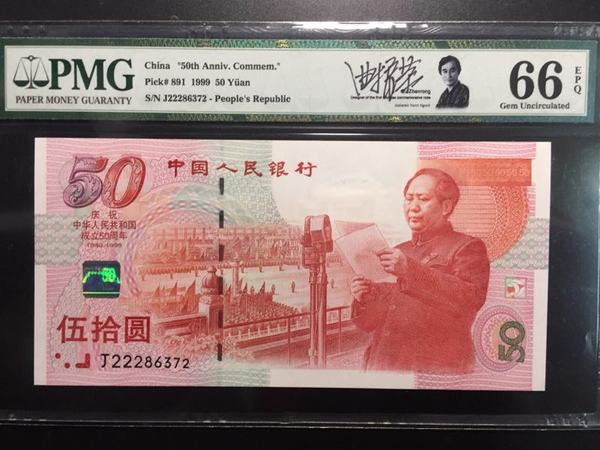 PMG
PAPER MONEY GUARANTY
China "50th Anniv. Commem."
Pick# 891 1999 50 Yüan
S/N J22286372 - People's Republic
66 EPQ
Gem Uncirculated
50
中国人民银行
庆祝
中华人民共和国
成立50周年
1949-1999
50
伍拾圆
J22286372
50